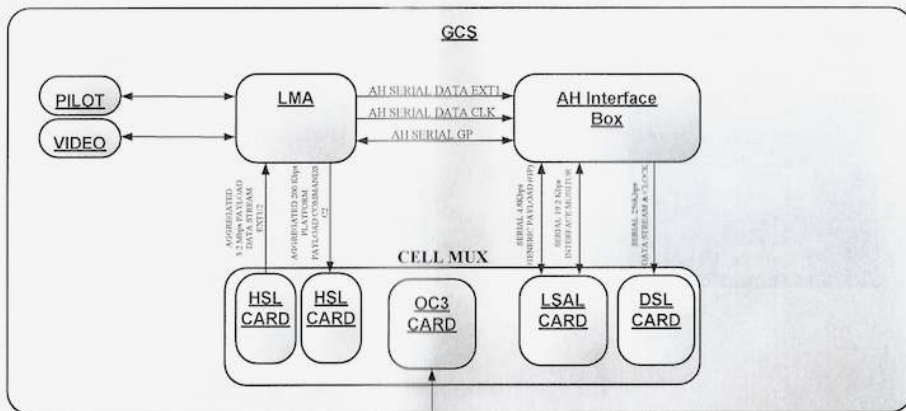 GCS
PILOT
VIDEO
LMA
AH SERIAL DATA EXT1
AH SERIAL DATA CLK
AH SERIAL GP
AH Interface
Box
AGGREGATED
3.2 Mbps PAYLOAD
DATA STREAM
EXTU2
AGGREGATED 200 Kbps
PLATFORM
PAYLOAD COMMANDS
C2
SERIAL 4.8Kbps
GENERIC PAYLOAD (GP)
SERIAL 19.2 Kbps
INTERFACE MONITOR
SERIAL 256Kbps
DATA STREAM & CLOCK
CELL MUX
HSL
CARD
HSL
CARD
OC3
CARD
LSAL
CARD
DSL
CARD